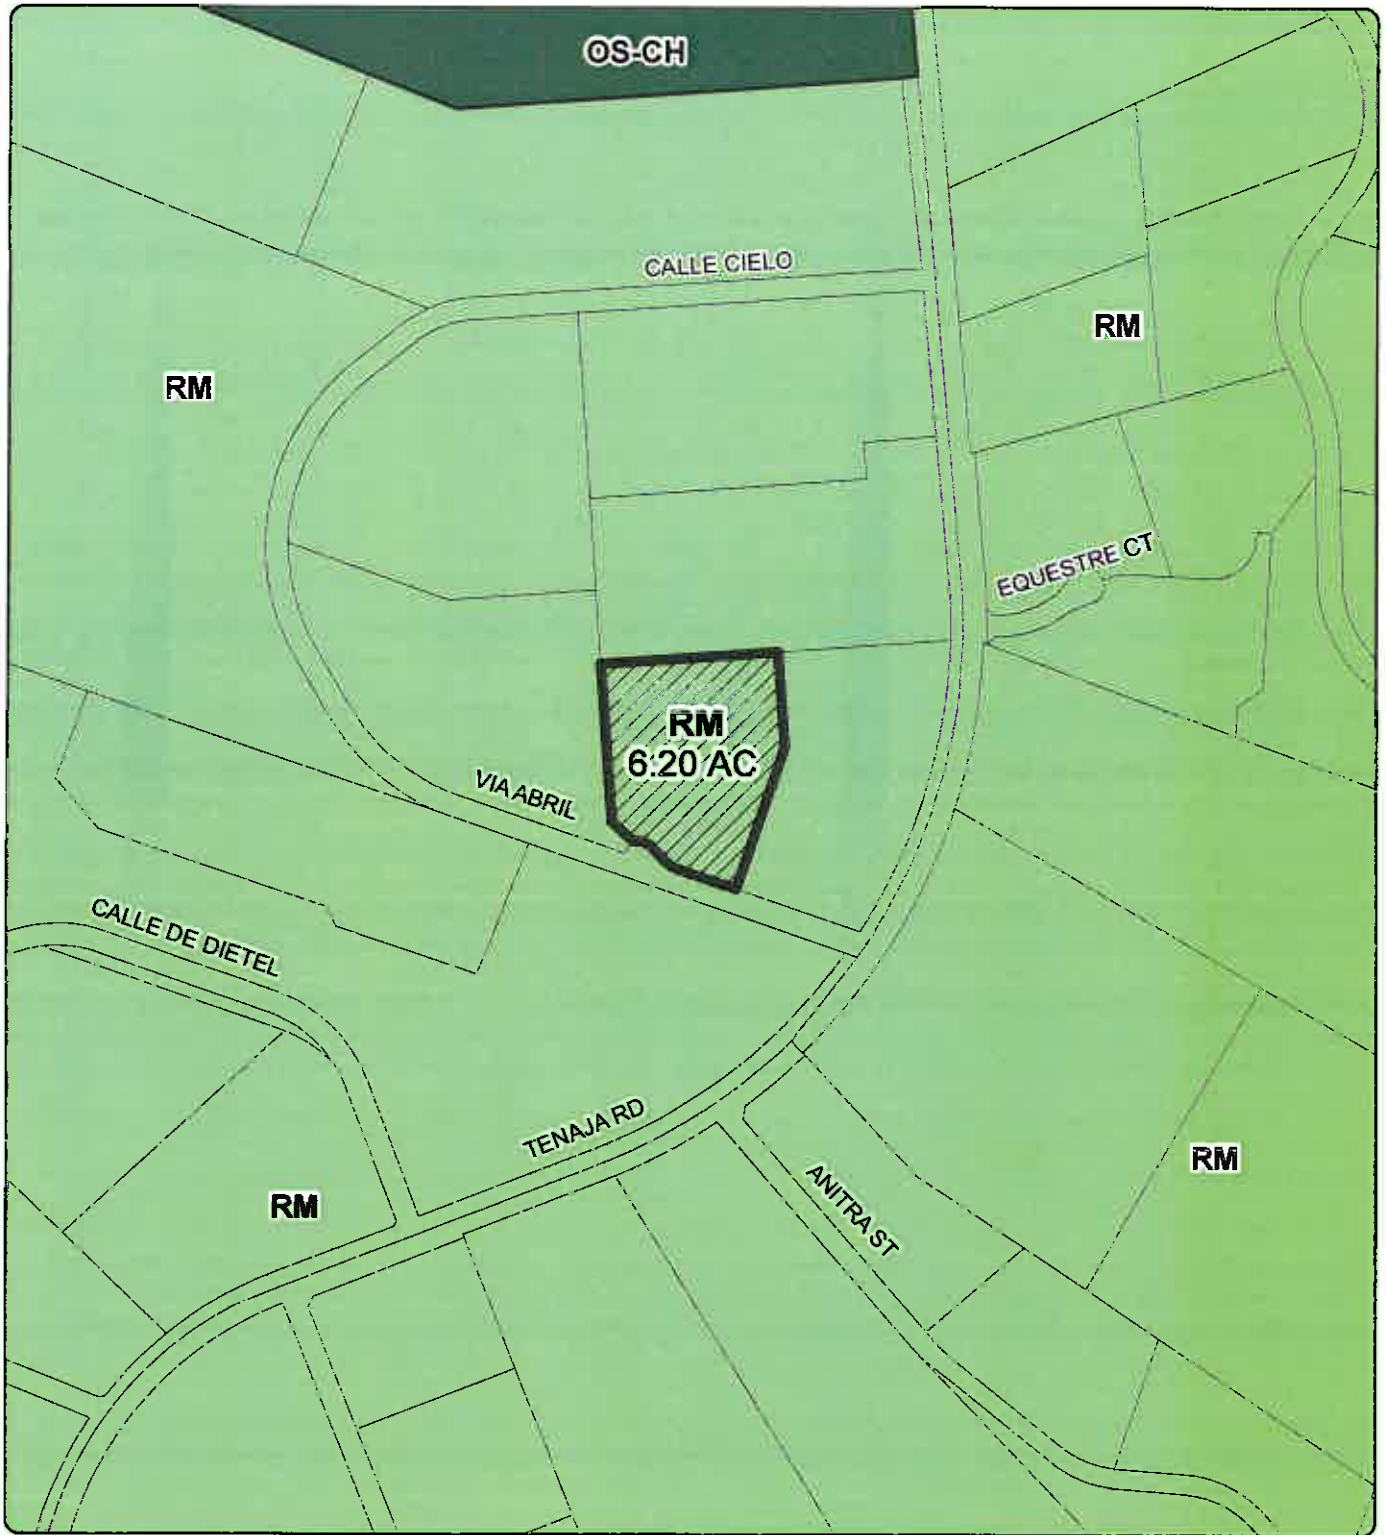 OS-CH
CALLE CIELO
RM
RM
EQUESTRE CT
RM
6.20 AC
VIA ABRIL
CALLE DE DIETEL
TENAJA RD
ANITRA ST
RM
RM